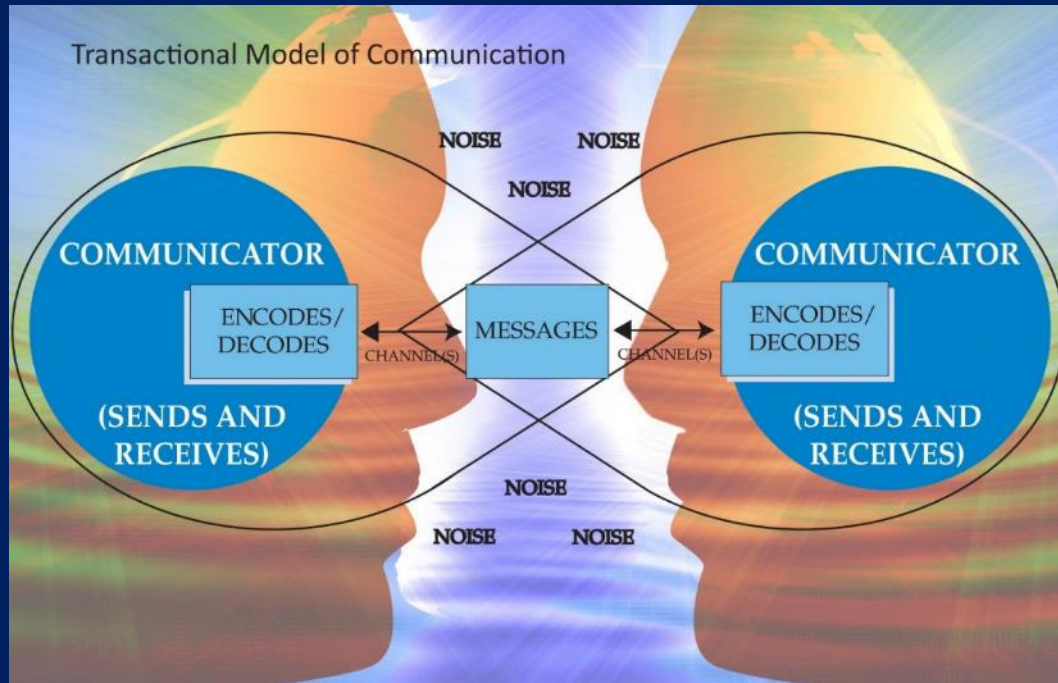 Transactional Model of Communication
NOISE NOISE
NOISE
COMMUNICATOR
ENCODES/
DECODES
(SENDS AND
RECEIVES)
CHANNEL(S)
MESSAGES
CHANNEL(S)
COMMUNICATOR
ENCODES/
DECODES
(SENDS AND
RECEIVES)
NOISE
NOISE NOISE